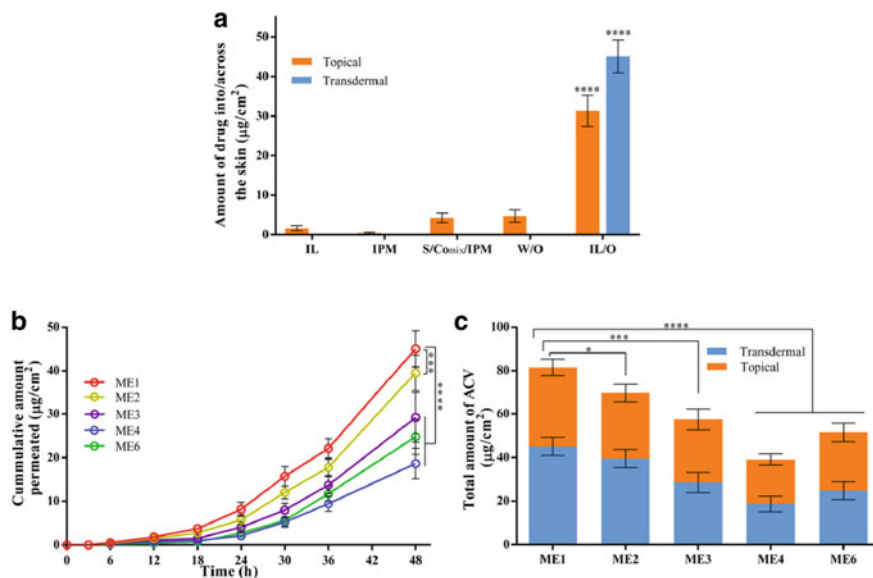 a
Amount of drug into/across
the skin (µg/cm²)
50
40
30
20
10
0
Topical
Transdermal
****
****
IL IPM S/Comix/IPM W/O IL/O
b
Cummulative amount
permeated (µg/cm²)
50
40
30
20
10
0
ME1
ME2
ME3
ME4
ME6
***
****
0 6 12 18 24 30 36 42 48
Time (h)
c
Total amount of ACV
(µg/cm²)
100
80
60
40
20
0
****
***
*
Transdermal
Topical
ME1 ME2 ME3 ME4 ME6